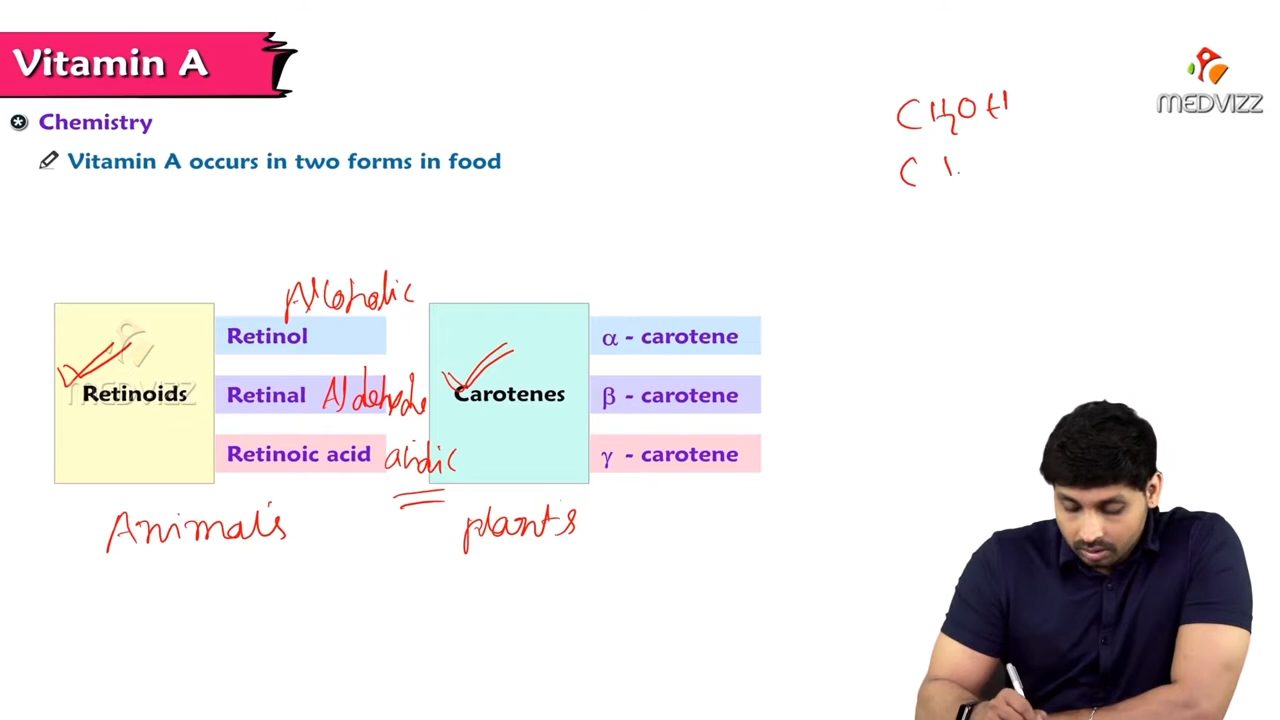 Vitamin A
MEDVIZZ
CH2OH
Chemistry
Vitamin A occurs in two forms in food
C
Alcoholic
Retinol
α - carotene
Retinoids
MEDVIZZ
Retinal
Aldehyde
Carotenes
β - carotene
Retinoic acid
γ - carotene
Animals
plants